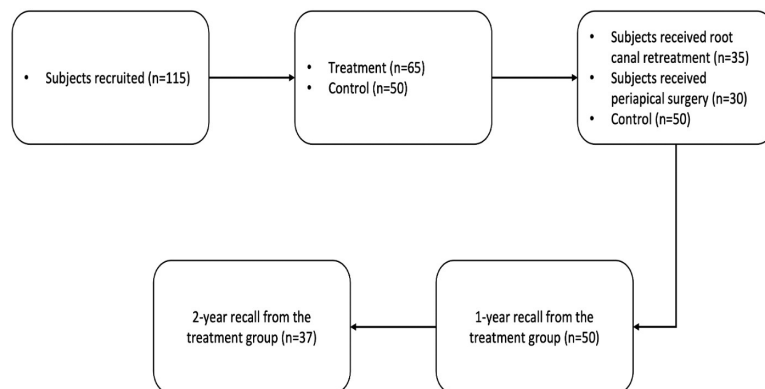 • Subjects recruited (n=115)
• Treatment (n=65)
• Control (n=50)
• Subjects received root
canal retreatment (n=35)
• Subjects received
periapical surgery (n=30)
• Control (n=50)
2-year recall from the
treatment group (n=37)
1-year recall from the
treatment group (n=50)